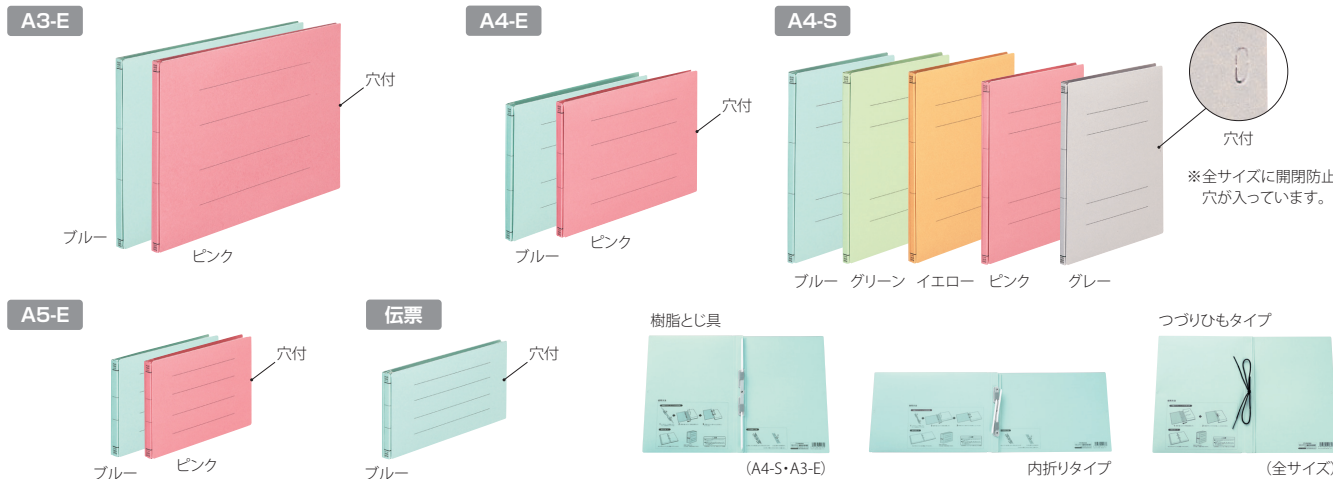 A3-E
穴付
ブルー
ピンク
A4-E
穴付
ブルー
ピンク
A4-S
穴付
※全サイズに開閉防止
穴が入っています。
ブルー
グリーン
イエロー
ピンク
グレー
A5-E
穴付
ブルー
ピンク
伝票
穴付
ブルー
樹脂とじ具
(A4-S・A3-E)
内折りタイプ
つづりひもタイプ
(全サイズ)